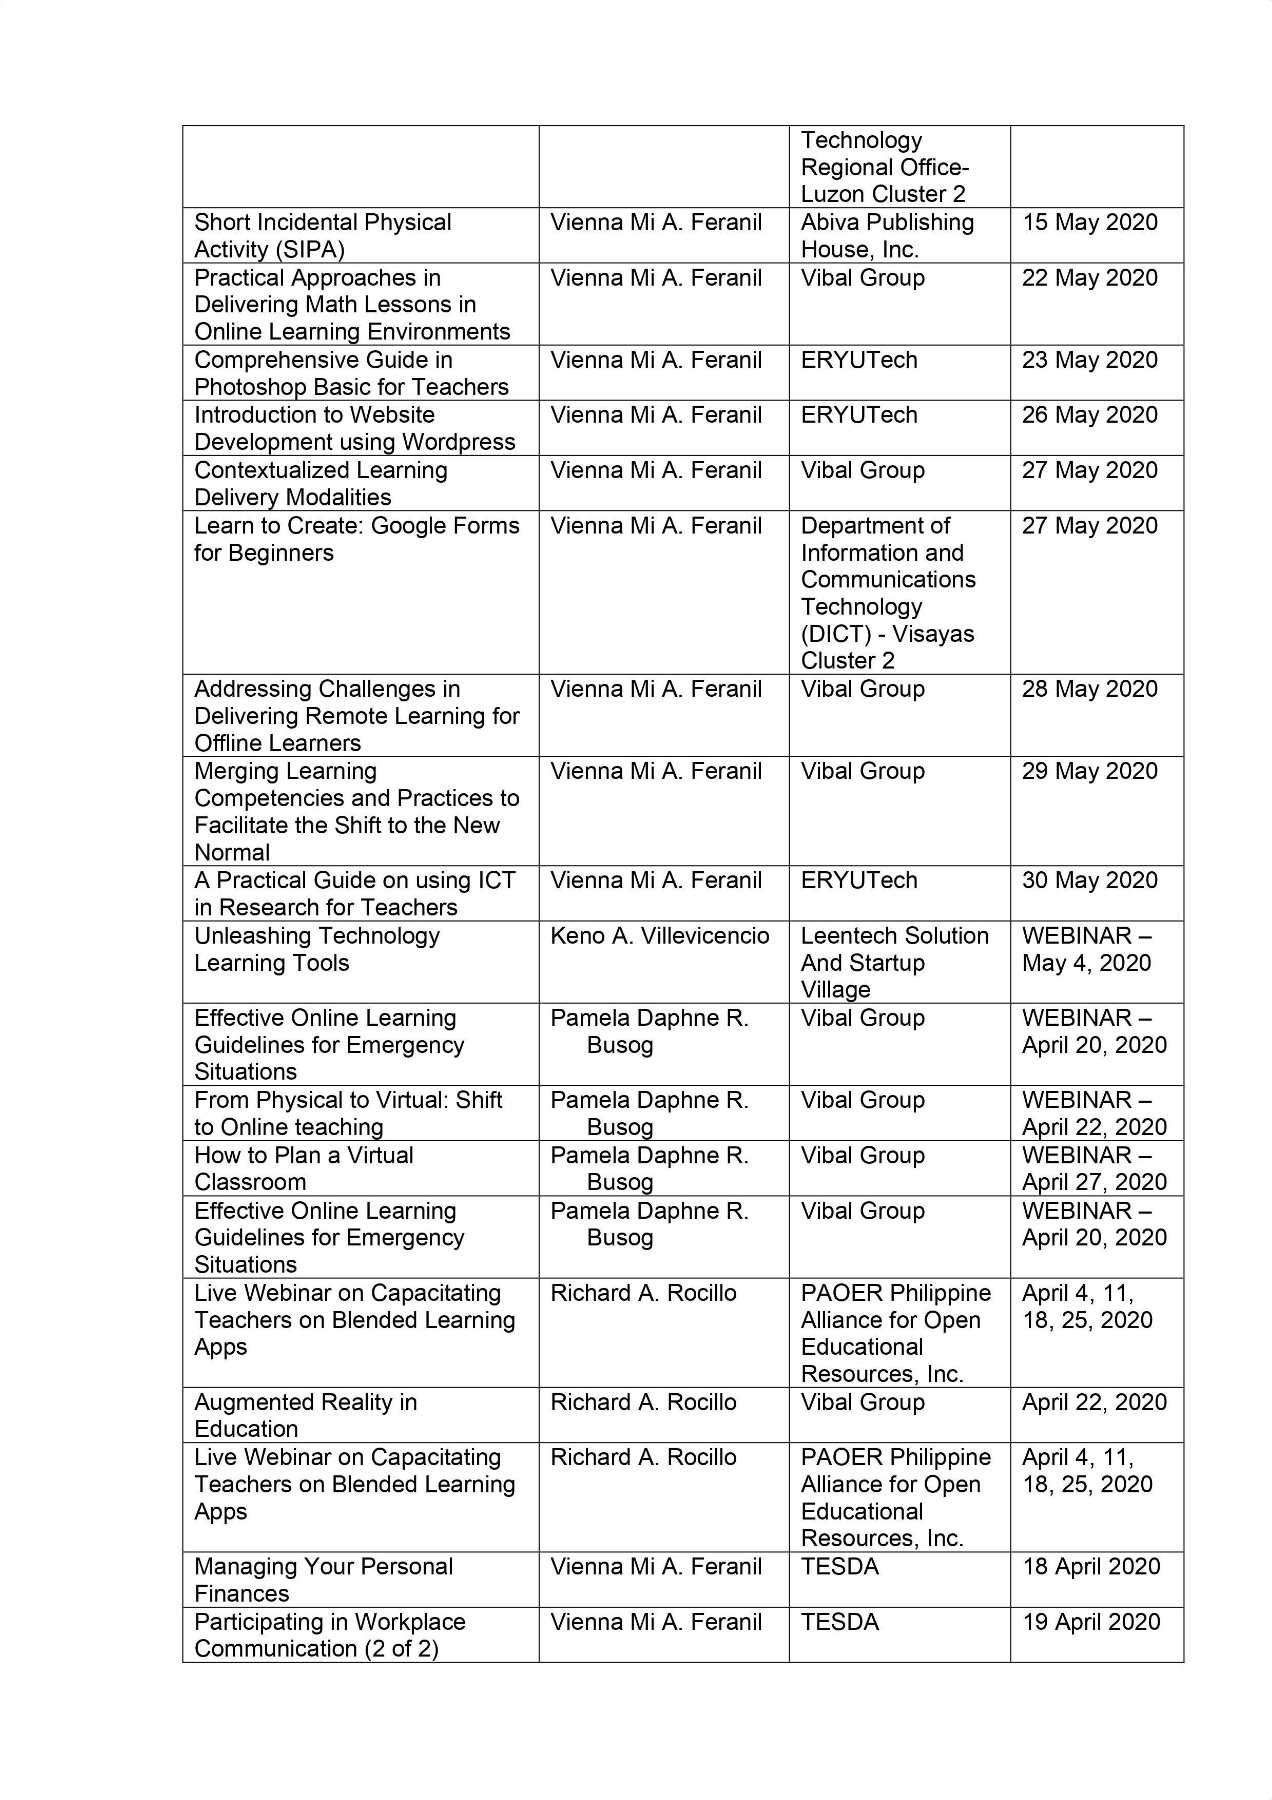 Technology
Regional Office-
Luzon Cluster 2
Short Incidental Physical
Activity (SIPA)
Vienna Mi A. Feranil
Abiva Publishing
House, Inc.
15 May 2020
Practical Approaches in
Delivering Math Lessons in
Online Learning Environments
Vienna Mi A. Feranil
Vibal Group
22 May 2020
Comprehensive Guide in
Photoshop Basic for Teachers
Vienna Mi A. Feranil
ERYUTech
23 May 2020
Introduction to Website
Development using Wordpress
Vienna Mi A. Feranil
ERYUTech
26 May 2020
Contextualized Learning
Delivery Modalities
Vienna Mi A. Feranil
Vibal Group
27 May 2020
Learn to Create: Google Forms
for Beginners
Vienna Mi A. Feranil
Department of
Information and
Communications
Technology
(DICT) - Visayas
Cluster 2
27 May 2020
Addressing Challenges in
Delivering Remote Learning for
Offline Learners
Vienna Mi A. Feranil
Vibal Group
28 May 2020
Merging Learning
Competencies and Practices to
Facilitate the Shift to the New
Normal
Vienna Mi A. Feranil
Vibal Group
29 May 2020
A Practical Guide on using ICT
in Research for Teachers
Vienna Mi A. Feranil
ERYUTech
30 May 2020
Unleashing Technology
Learning Tools
Keno A. Villevicencio
Leentech Solution
And Startup
Village
WEBINAR –
May 4, 2020
Effective Online Learning
Guidelines for Emergency
Situations
Pamela Daphne R.
Busog
Vibal Group
WEBINAR –
April 20, 2020
From Physical to Virtual: Shift
to Online teaching
Pamela Daphne R.
Busog
Vibal Group
WEBINAR –
April 22, 2020
How to Plan a Virtual
Classroom
Pamela Daphne R.
Busog
Vibal Group
WEBINAR –
April 27, 2020
Effective Online Learning
Guidelines for Emergency
Situations
Pamela Daphne R.
Busog
Vibal Group
WEBINAR –
April 20, 2020
Live Webinar on Capacitating
Teachers on Blended Learning
Apps
Richard A. Rocillo
PAOER Philippine
Alliance for Open
Educational
Resources, Inc.
April 4, 11,
18, 25, 2020
Augmented Reality in
Education
Richard A. Rocillo
Vibal Group
April 22, 2020
Live Webinar on Capacitating
Teachers on Blended Learning
Apps
Richard A. Rocillo
PAOER Philippine
Alliance for Open
Educational
Resources, Inc.
April 4, 11,
18, 25, 2020
Managing Your Personal
Finances
Vienna Mi A. Feranil
TESDA
18 April 2020
Participating in Workplace
Communication (2 of 2)
Vienna Mi A. Feranil
TESDA
19 April 2020